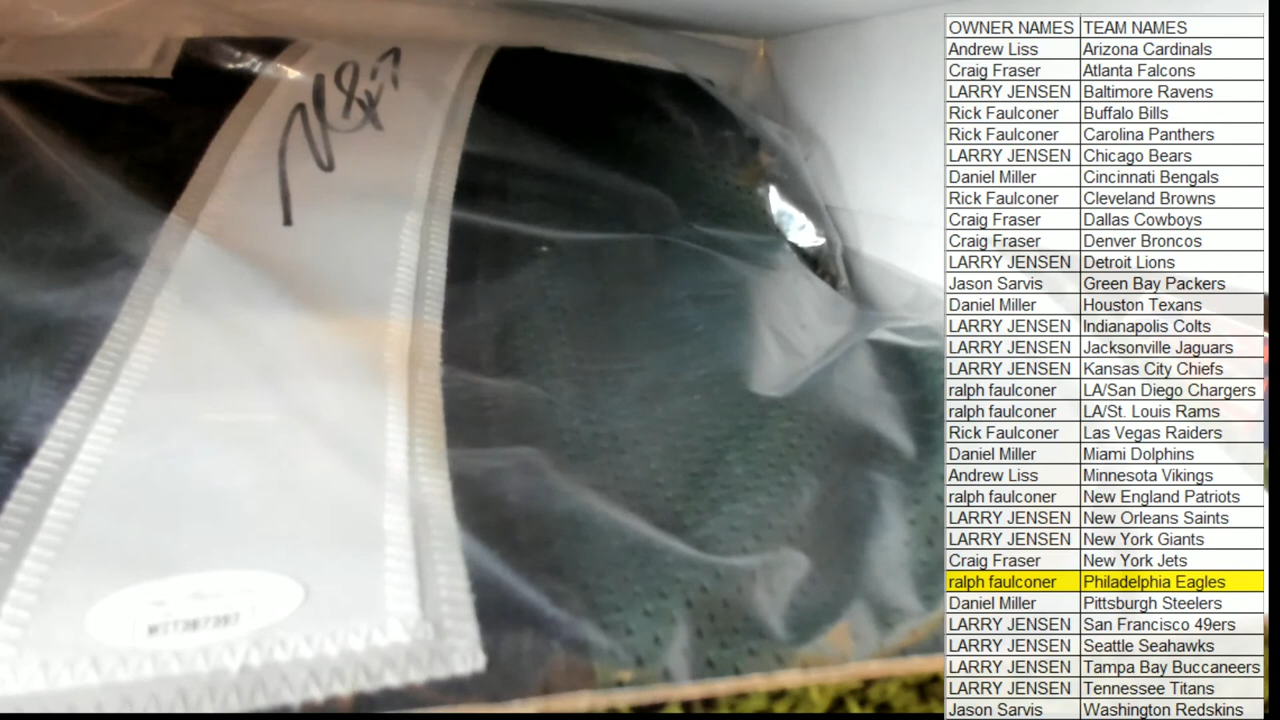 OWNER NAMES TEAM NAMES
Andrew Liss Arizona Cardinals
Craig Fraser Atlanta Falcons
LARRY JENSEN Baltimore Ravens
Rick Faulconer Buffalo Bills
Rick Faulconer Carolina Panthers
LARRY JENSEN Chicago Bears
Daniel Miller Cincinnati Bengals
Rick Faulconer Cleveland Browns
Craig Fraser Dallas Cowboys
Craig Fraser Denver Broncos
LARRY JENSEN Detroit Lions
Jason Sarvis Green Bay Packers
Daniel Miller Houston Texans
LARRY JENSEN Indianapolis Colts
LARRY JENSEN Jacksonville Jaguars
LARRY JENSEN Kansas City Chiefs
ralph faulconer LA/San Diego Chargers
ralph faulconer LA/St. Louis Rams
Rick Faulconer Las Vegas Raiders
Daniel Miller Miami Dolphins
Andrew Liss Minnesota Vikings
ralph faulconer New England Patriots
LARRY JENSEN New Orleans Saints
LARRY JENSEN New York Giants
Craig Fraser New York Jets
ralph faulconer Philadelphia Eagles
Daniel Miller Pittsburgh Steelers
LARRY JENSEN San Francisco 49ers
LARRY JENSEN Seattle Seahawks
LARRY JENSEN Tampa Bay Buccaneers
LARRY JENSEN Tennessee Titans
Jason Sarvis Washington Redskins